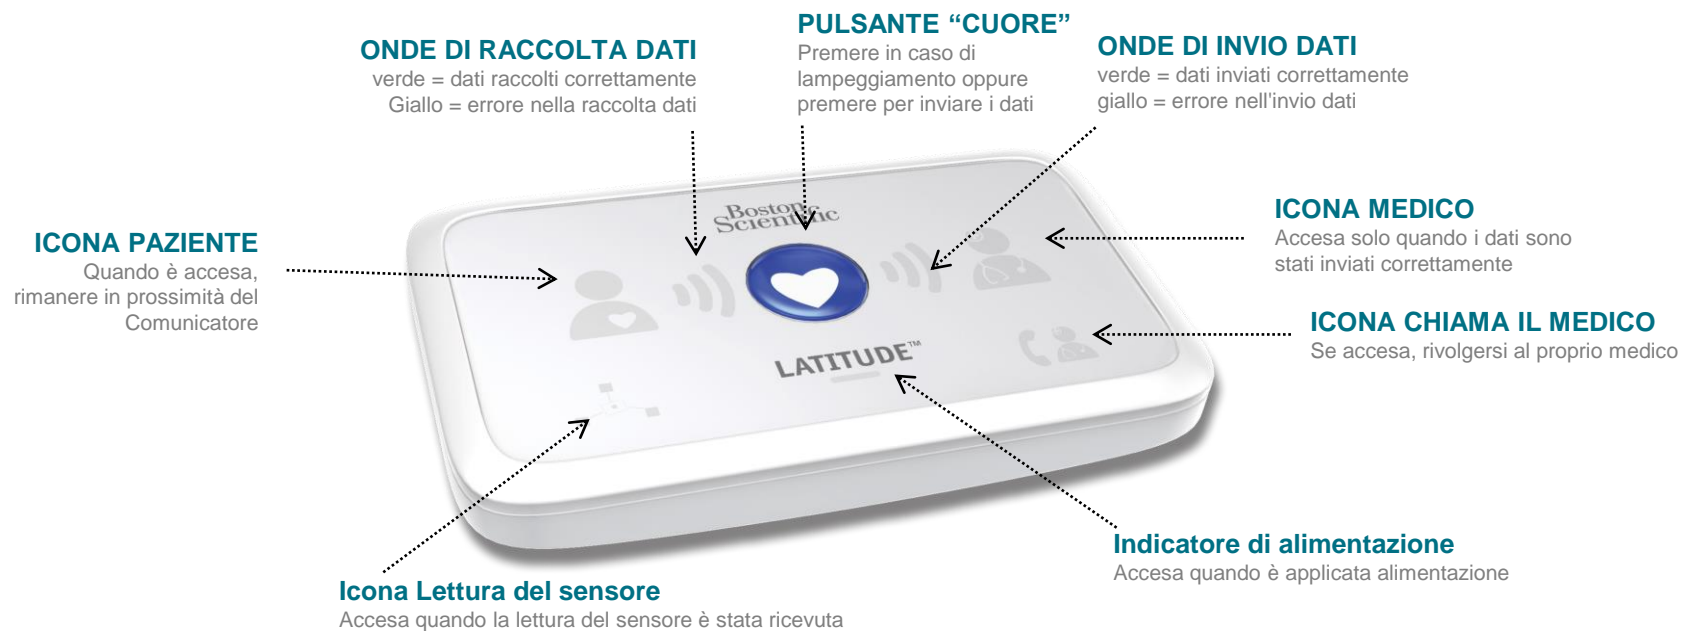 PULSANTE “CUORE”
Premere in caso di
lampeggiamento oppure
premere per inviare i dati
ONDE DI RACCOLTA DATI
verde = dati raccolti correttamente
Giallo = errore nella raccolta dati
ONDE DI INVIO DATI
verde = dati inviati correttamente
giallo = errore nell'invio dati
ICONA PAZIENTE
Quando è accesa,
rimanere in prossimità del
Comunicatore
Boston
Scientific
LATITUDE™
ICONA MEDICO
Accesa solo quando i dati sono
stati inviati correttamente
ICONA CHIAMA IL MEDICO
Se accesa, rivolgersi al proprio medico
Indicatore di alimentazione
Accesa quando è applicata alimentazione
Icona Lettura del sensore
Accesa quando la lettura del sensore è stata ricevuta